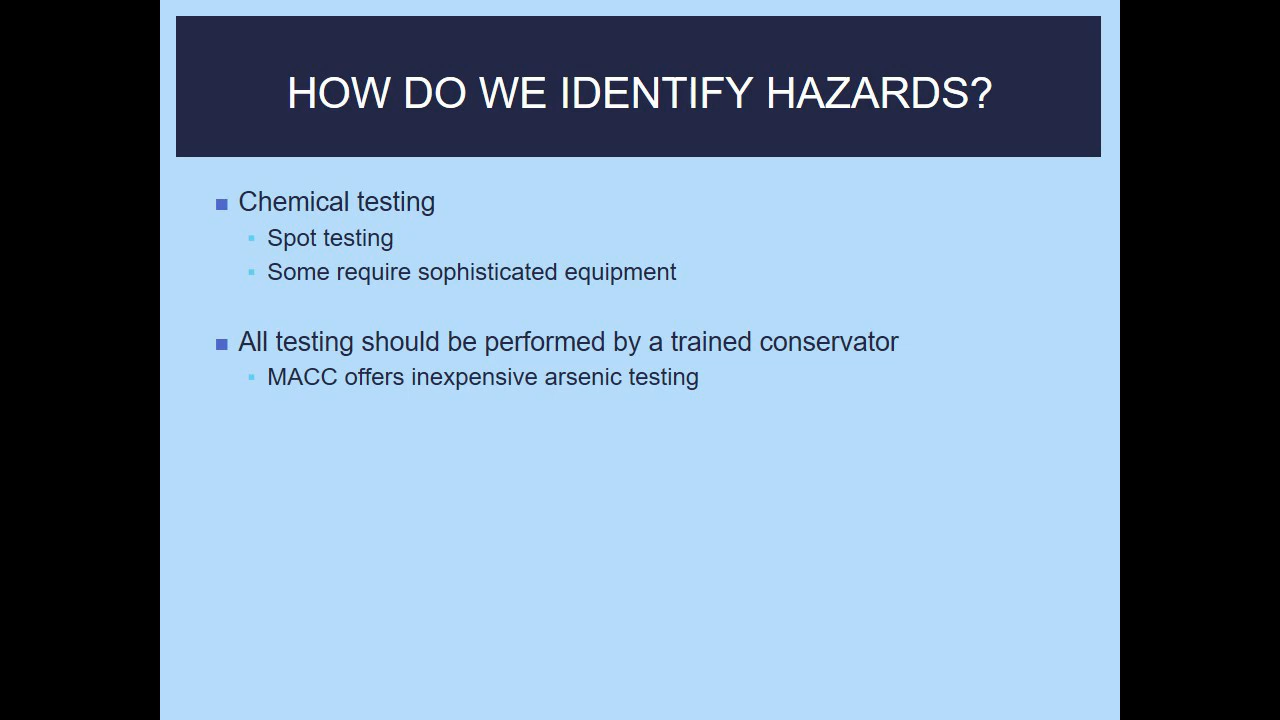 HOW DO WE IDENTIFY HAZARDS?
Chemical testing
Spot testing
Some require sophisticated equipment
All testing should be performed by a trained conservator
MACC offers inexpensive arsenic testing